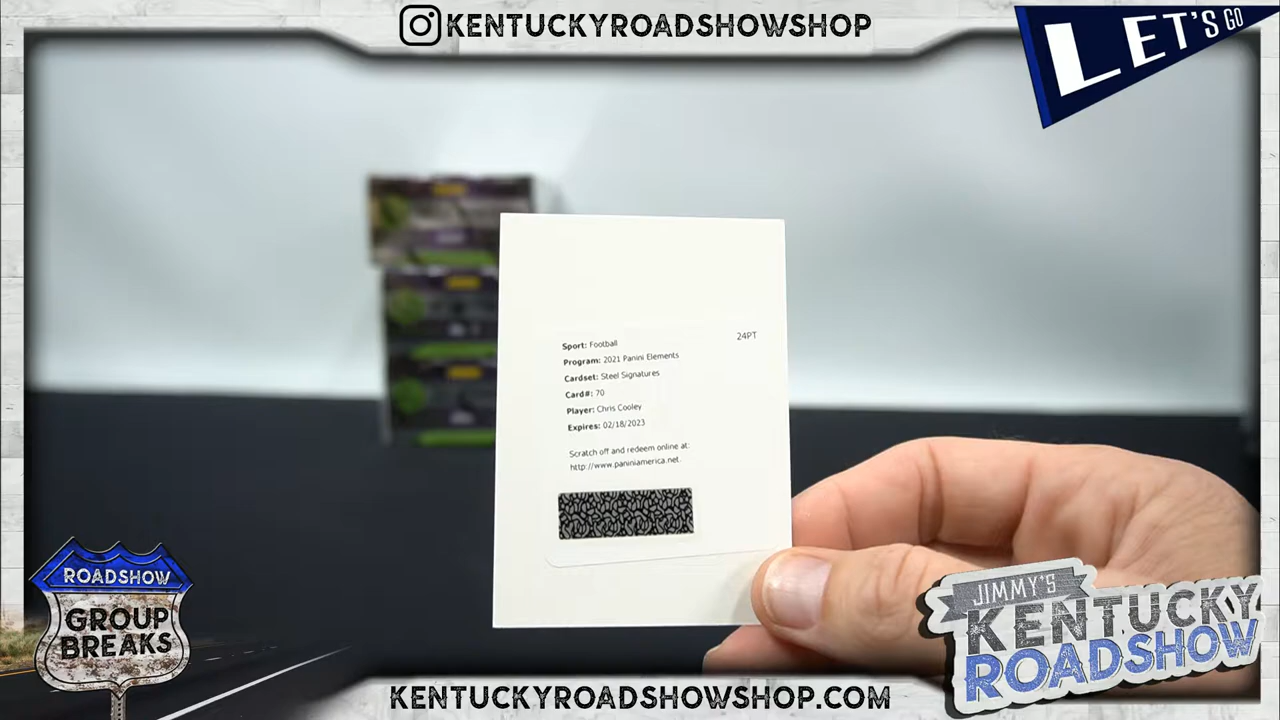 KENTUCKYROADSHOWSHOP
LET'S GO
24PT
Sport: Football
Program: 2021 Panini Elements
Cardset: Steel Signatures
Card#: 70
Player: Chris Cooley
Expires: 02/18/2023
Scratch off and redeem online at:
http://www.paniniamerica.net.
ROADSHOW
GROUP
BREAKS
JIMMY'S
KENTUCKY
ROADSHOW
KENTUCKYROADSHOWSHOP.COM